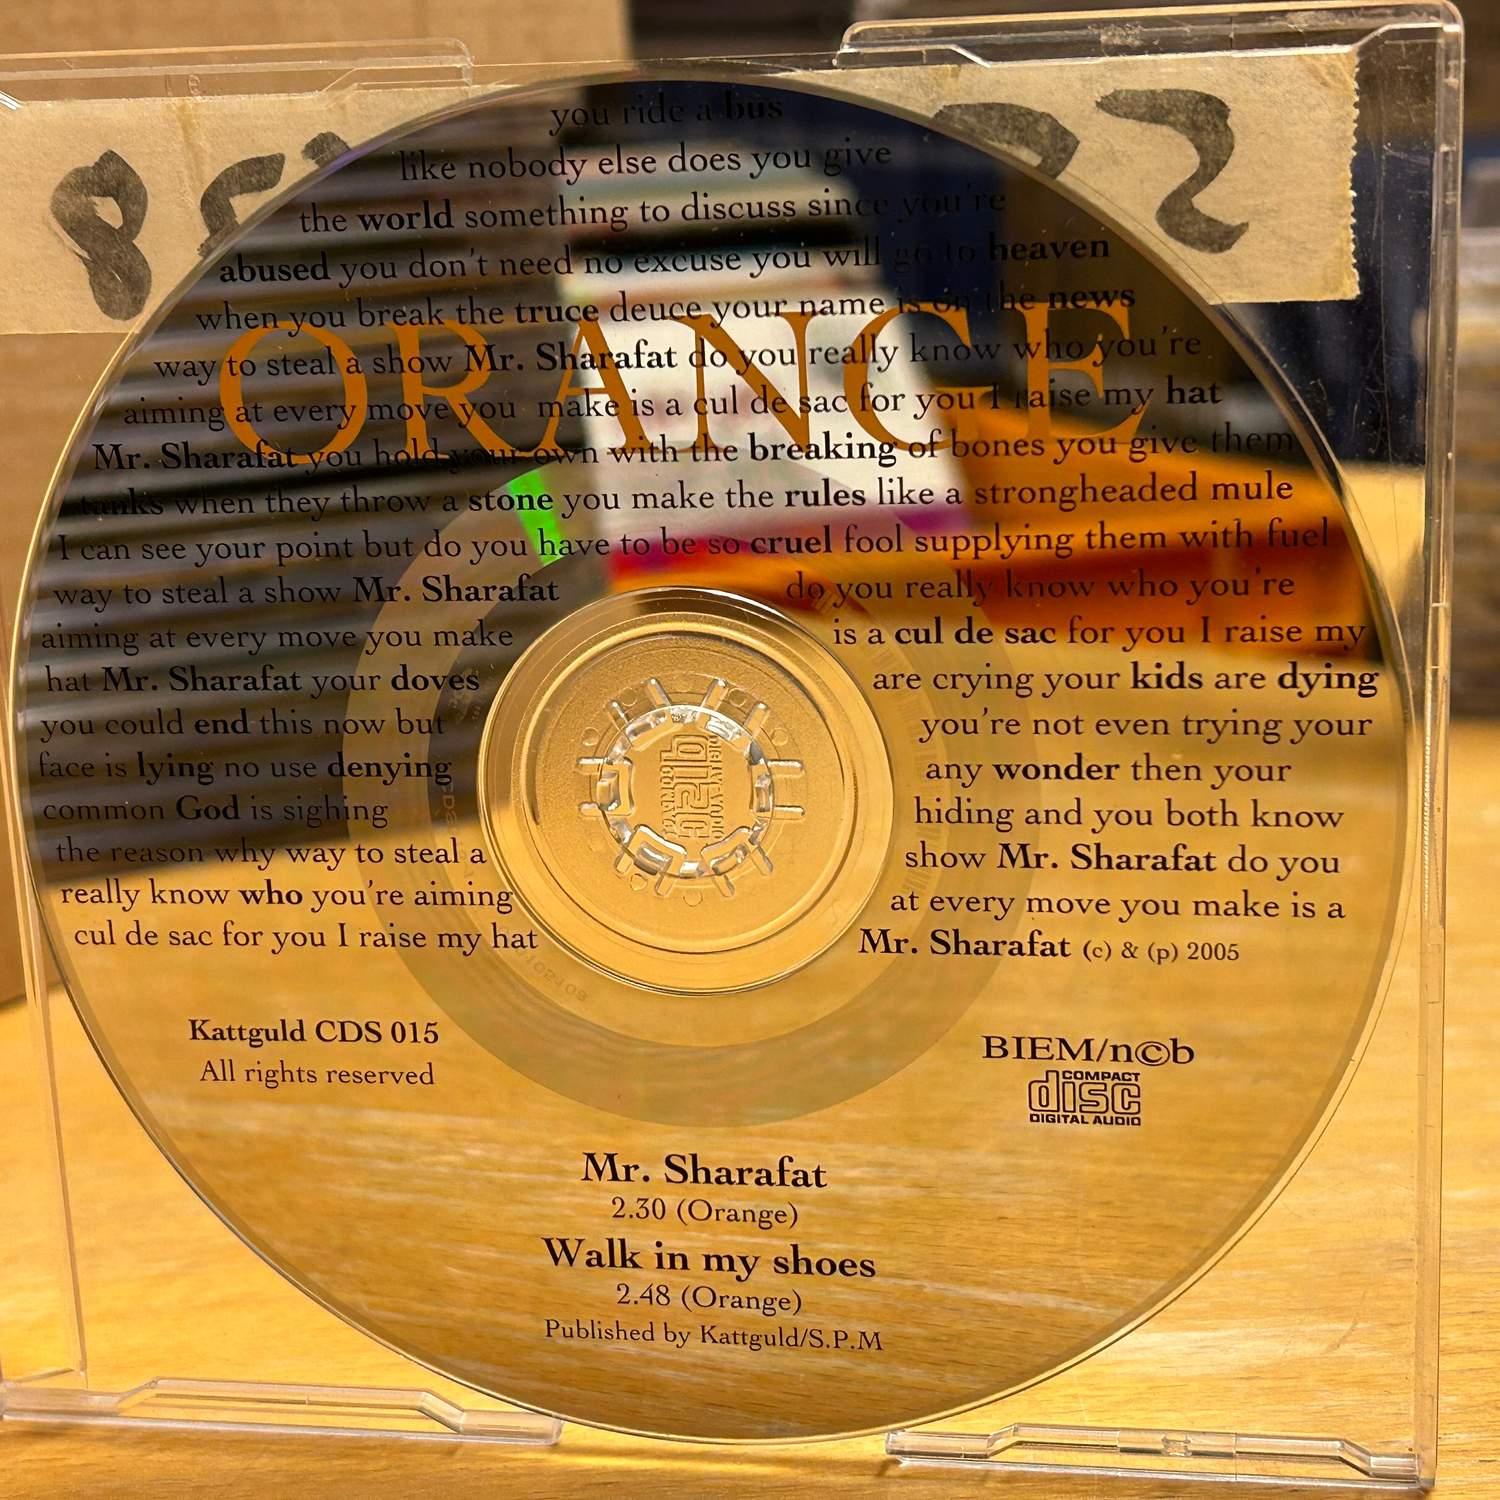 you ride a bus
like nobody else does you give
the world something to discuss since you're
abused you don't need no excuse you will go to heaven
when you break the truce deuce your name is on the news
ORANGE
way to steal a show Mr. Sharafat do you really know who you're
aiming at every move you make is a cul de sac for you I raise my hat
Mr. Sharafat you hold your own with the breaking of bones you give them
tanks when they throw a stone you make the rules like a strongheaded mule
I can see your point but do you have to be so cruel fool supplying them with fuel
way to steal a show Mr. Sharafat do you really know who you're
aiming at every move you make is a cul de sac for you I raise my
hat Mr. Sharafat your doves are crying your kids are dying
you could end this now but you're not even trying your
face is lying no use denying any wonder then your
common God is sighing hiding and you both know
the reason why way to steal a show Mr. Sharafat do you
really know who you're aiming at every move you make is a
cul de sac for you I raise my hat Mr. Sharafat (c) & (p) 2005
Kattguld CDS 015
All rights reserved
BIEM/n©b
COMPACT
disc
DIGITAL AUDIO
Mr. Sharafat
2.30 (Orange)
Walk in my shoes
2.48 (Orange)
Published by Kattguld/S.P.M